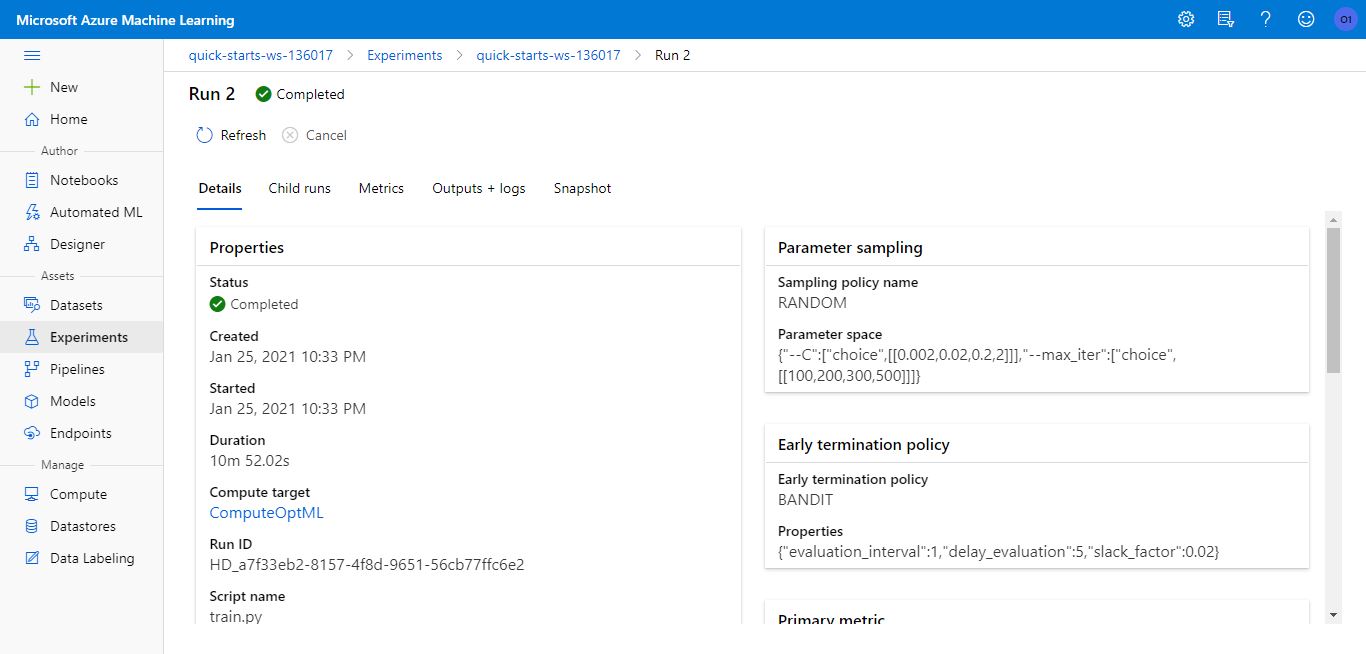 Microsoft Azure Machine Learning
O1
New
Home
Author
Notebooks
Automated ML
Designer
Assets
Datasets
Experiments
Pipelines
Models
Endpoints
Manage
Compute
Datastores
Data Labeling
quick-starts-ws-136017 > Experiments > quick-starts-ws-136017 > Run 2
Run 2 Completed
Refresh Cancel
Details Child runs Metrics Outputs + logs Snapshot
Properties
Status
Completed
Created
Jan 25, 2021 10:33 PM
Started
Jan 25, 2021 10:33 PM
Duration
10m 52.02s
Compute target
ComputeOptML
Run ID
HD_a7f33eb2-8157-4f8d-9651-56cb77ffc6e2
Script name
train.py
Parameter sampling
Sampling policy name
RANDOM
Parameter space
{"--C":["choice",[[0.002,0.02,0.2,2]]],"--max_iter":["choice",
[[100,200,300,500]]]}
Early termination policy
Early termination policy
BANDIT
Properties
{"evaluation_interval":1,"delay_evaluation":5,"slack_factor":0.02}
Primary metric